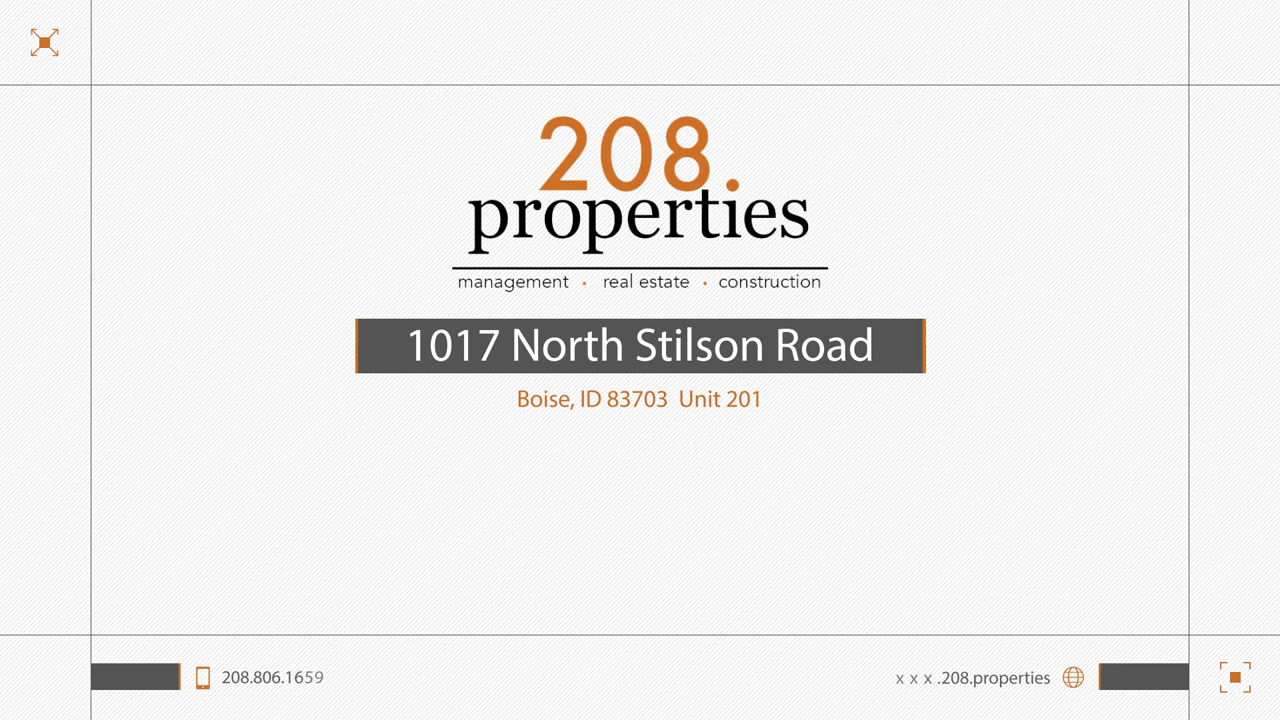 208.
properties
management • real estate • construction
1017 North Stilson Road
Boise, ID 83703 Unit 201
208.806.1659
x x x .208.properties